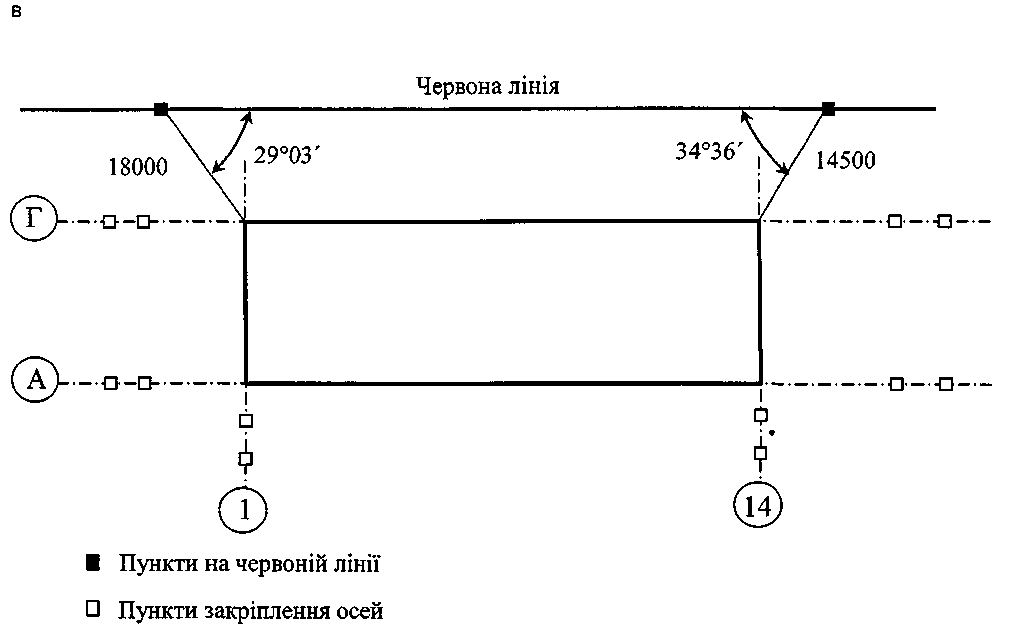 в
Червона лінія
18000
29°03´
34°36´
14500
Г
А
1
14
Пункти на червоній лінії
Пункти закріплення осей